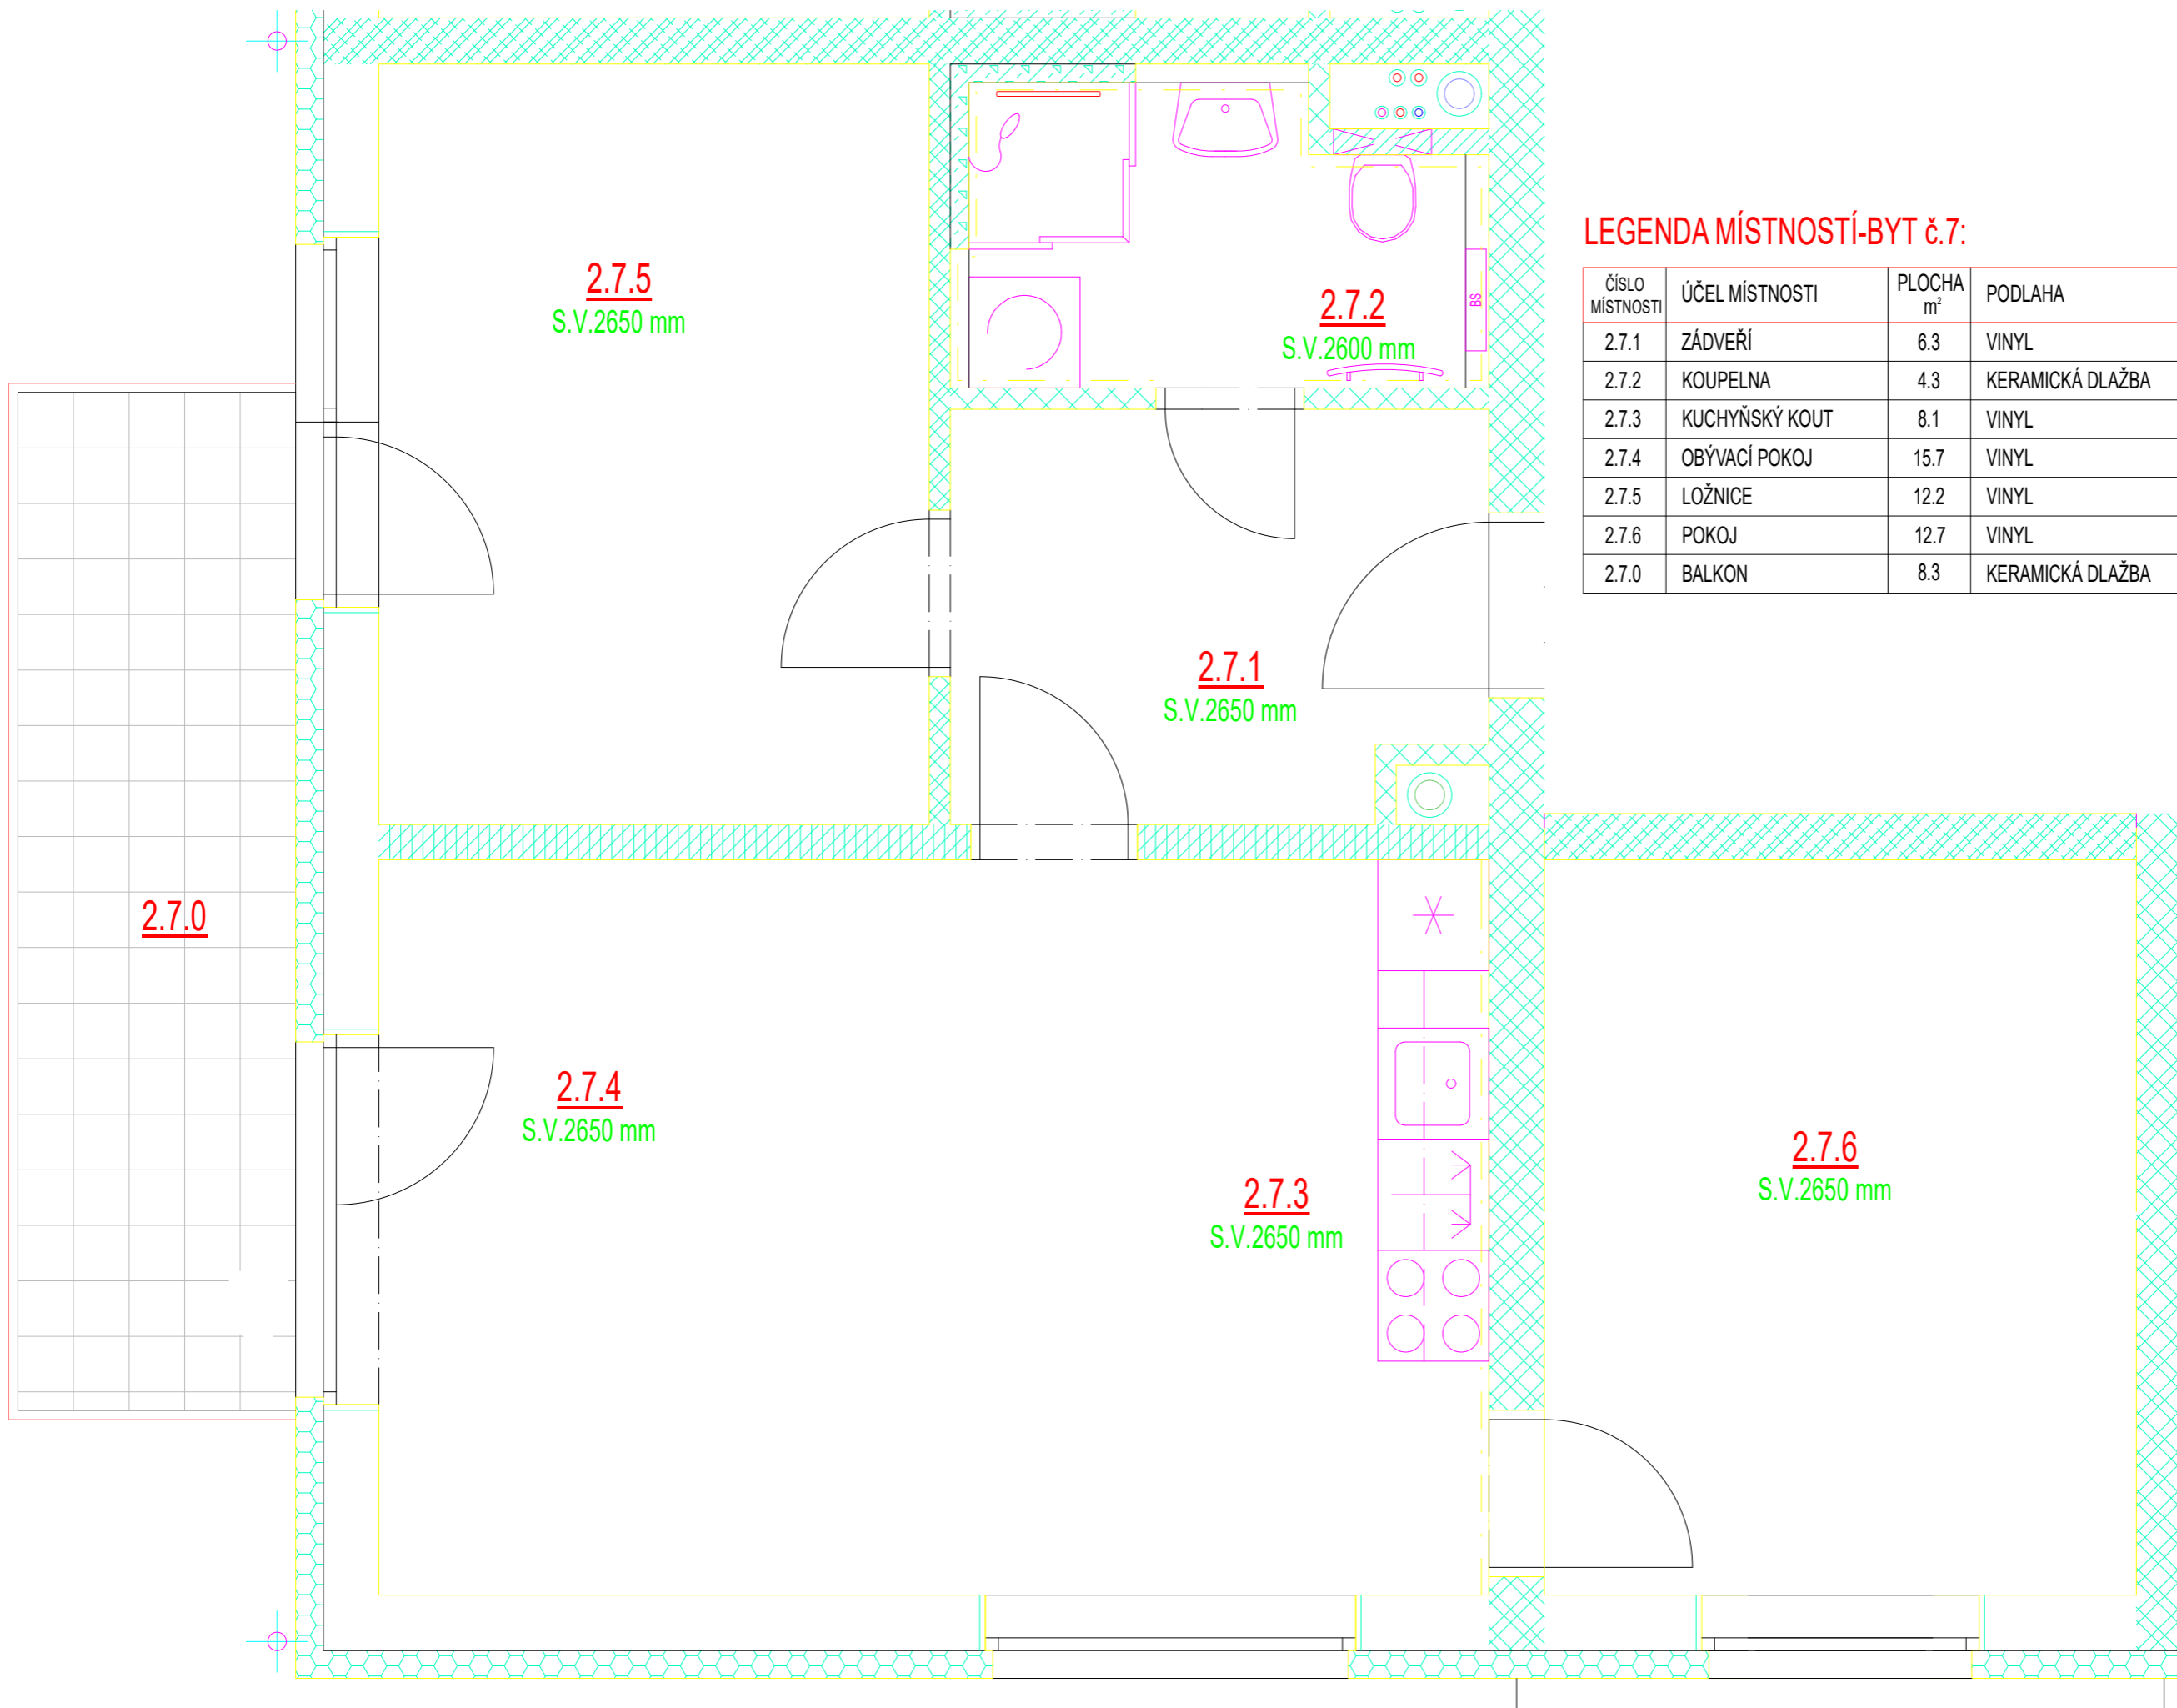 2.7.5
S.V.2650 mm
2.7.2
S.V.2600 mm
BS
LEGENDA MÍSTNOSTÍ-BYT č.7:
ČÍSLO MÍSTNOSTI ÚČEL MÍSTNOSTI PLOCHA m² PODLAHA
2.7.1 ZÁDVEŘÍ 6.3 VINYL
2.7.2 KOUPELNA 4.3 KERAMICKÁ DLAŽBA
2.7.3 KUCHYŇSKÝ KOUT 8.1 VINYL
2.7.4 OBÝVACÍ POKOJ 15.7 VINYL
2.7.5 LOŽNICE 12.2 VINYL
2.7.6 POKOJ 12.7 VINYL
2.7.0 BALKON 8.3 KERAMICKÁ DLAŽBA
2.7.1
S.V.2650 mm
2.7.0
2.7.4
S.V.2650 mm
2.7.3
S.V.2650 mm
2.7.6
S.V.2650 mm